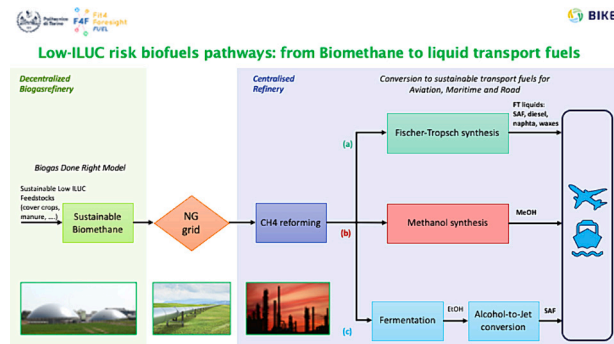 Politecnico
di Torino
F4F
Fit4
Foresight
FUEL
BIKE
Low-ILUC risk biofuels pathways: from Biomethane to liquid transport fuels
Decentralized
Biogasrefinery
Centralised
Refinery
Conversion to sustainable transport fuels for
Aviation, Maritime and Road
FT liquids:
SAF, diesel,
naphta, waxes
(a)
Fischer-Tropsch synthesis
Biogas Done Right Model
Sustainable Low ILUC
Feedstocks
(cover crops,
manure, ....)
Sustainable
Biomethane
NG
grid
CH4 reforming
(b)
Methanol synthesis
MeOH
(c)
Fermentation
EtOH
Alcohol-to-Jet
conversion
SAF